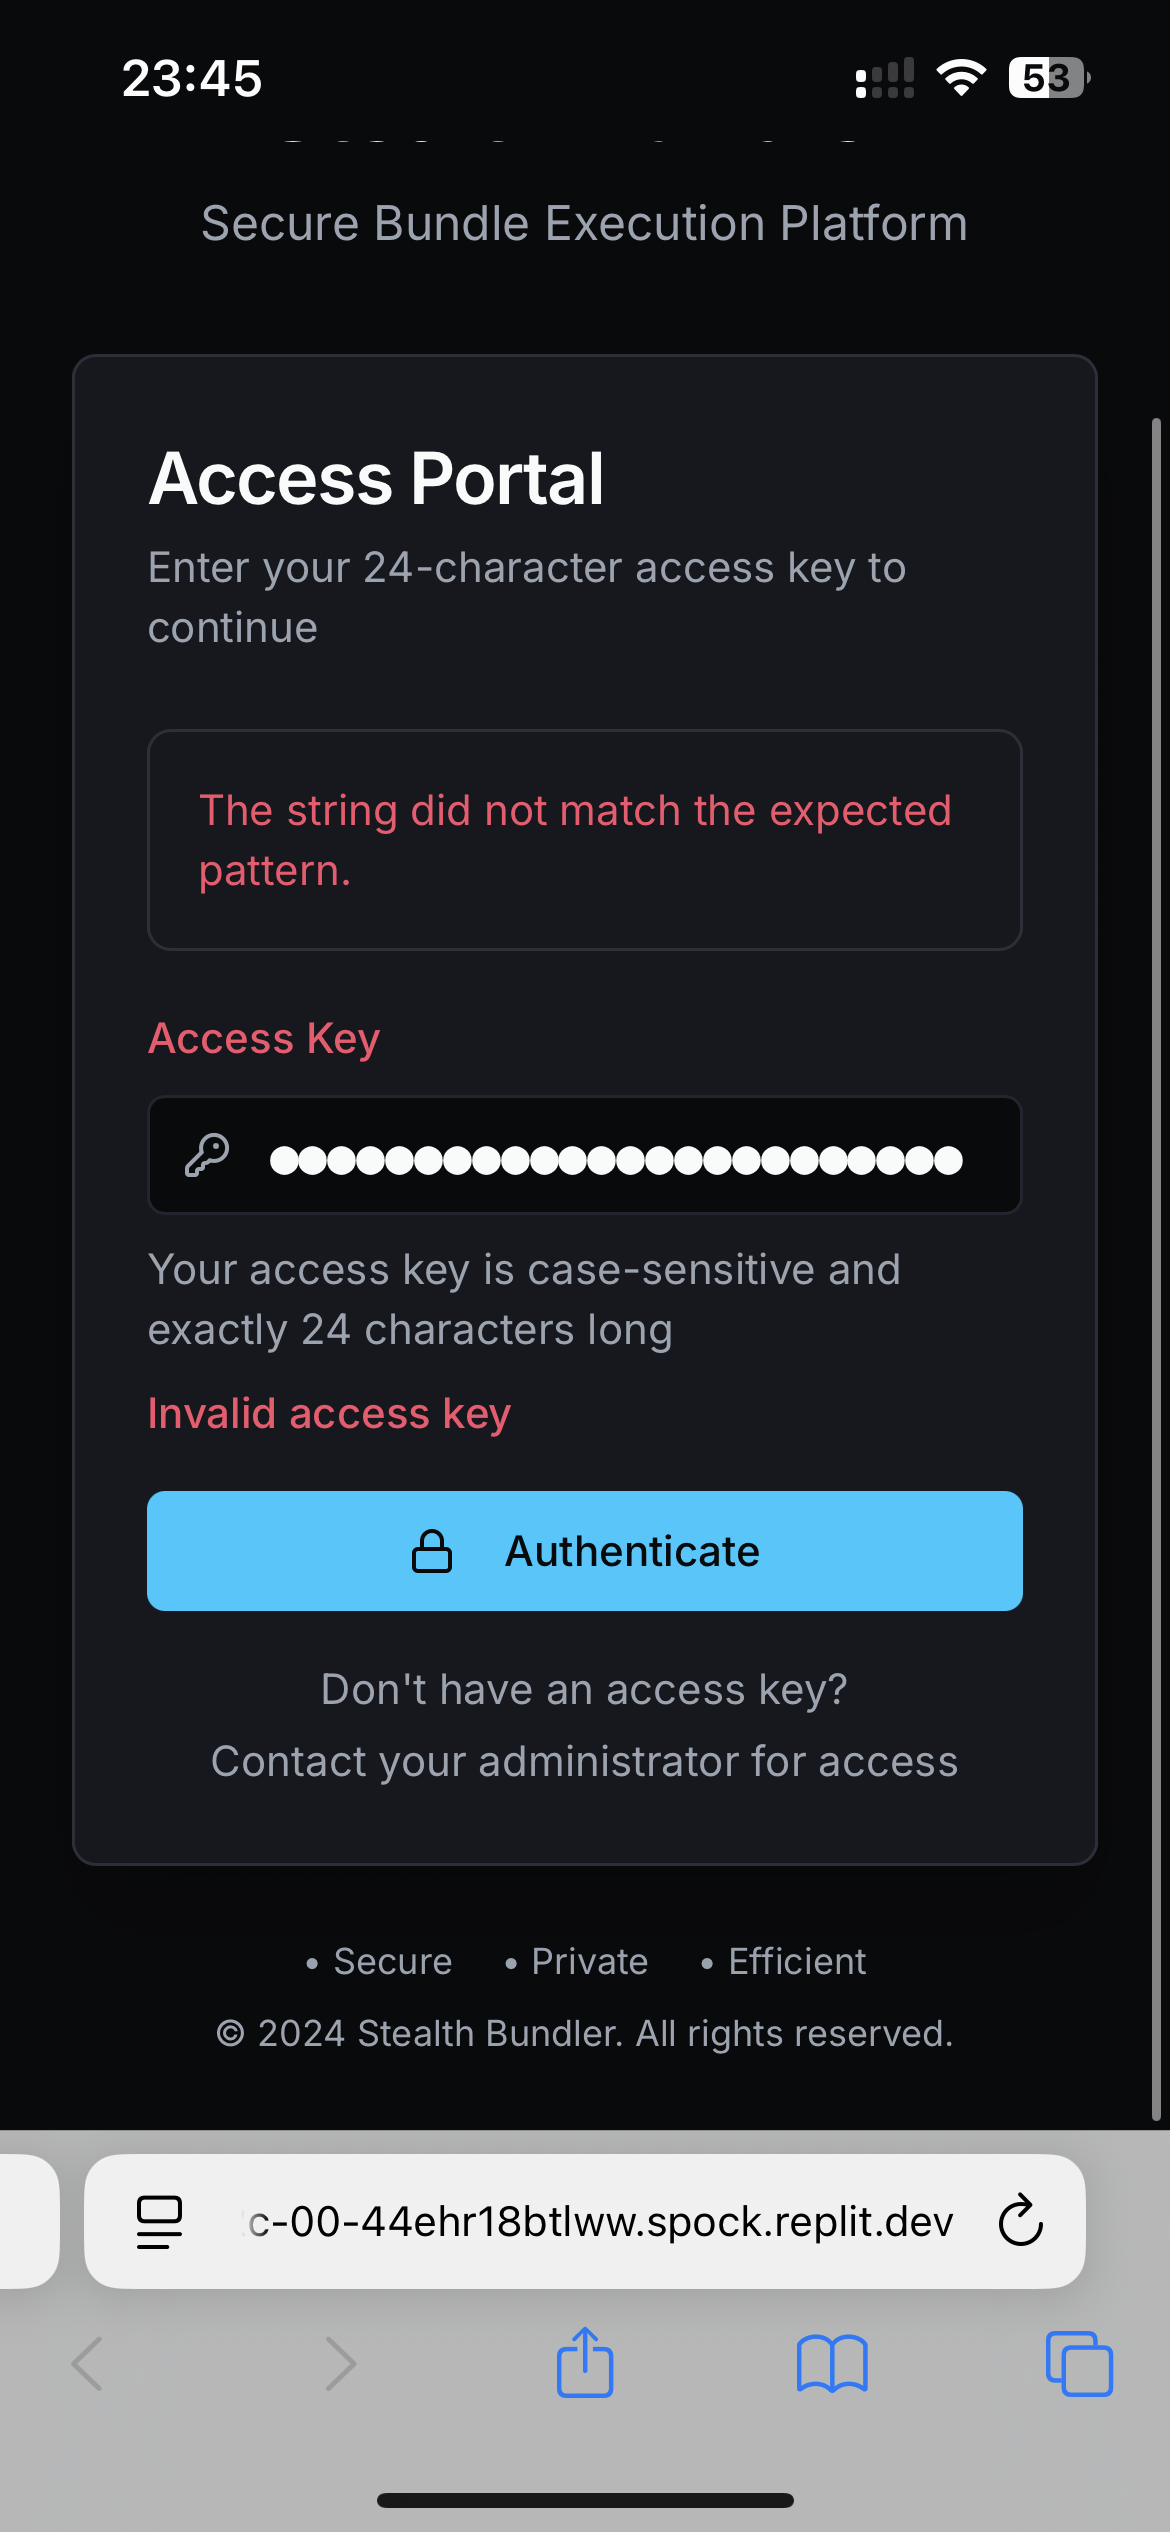 23:45
53
Secure Bundle Execution Platform
Access Portal
Enter your 24-character access key to
continue
The string did not match the expected
pattern.
Access Key
Your access key is case-sensitive and
exactly 24 characters long
Invalid access key
Authenticate
Don't have an access key?
Contact your administrator for access
• Secure • Private • Efficient
© 2024 Stealth Bundler. All rights reserved.
c-00-44ehr18btlww.spock.replit.dev